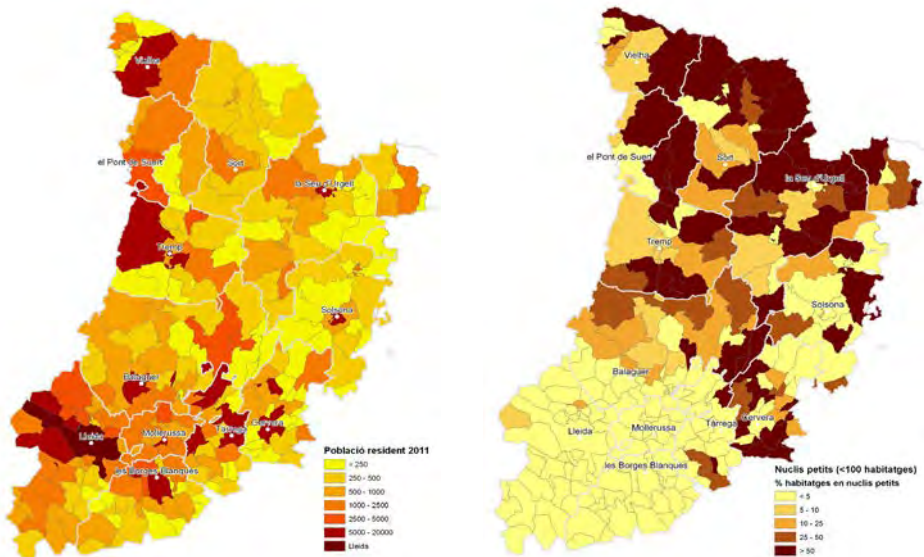 Vielha
el Pont de Suert
Sort
la Seu d'Urgell
Tremp
Solsona
Balaguer
Lleida
Mollerussa
Tàrrega
Cervera
les Borges Blanques
Població resident 2011
< 250
250 - 500
500 - 1000
1000 - 2500
2500 - 5000
5000 - 20000
Lleida
Vielha
el Pont de Suert
Sort
la Seu d'Urgell
Tremp
Solsona
Balaguer
Lleida
Mollerussa
Tàrrega
Cervera
les Borges Blanques
Nuclis petits (<100 habitatges)
% habitatges en nuclis petits
< 5
5 - 10
10 - 25
25 - 50
> 50